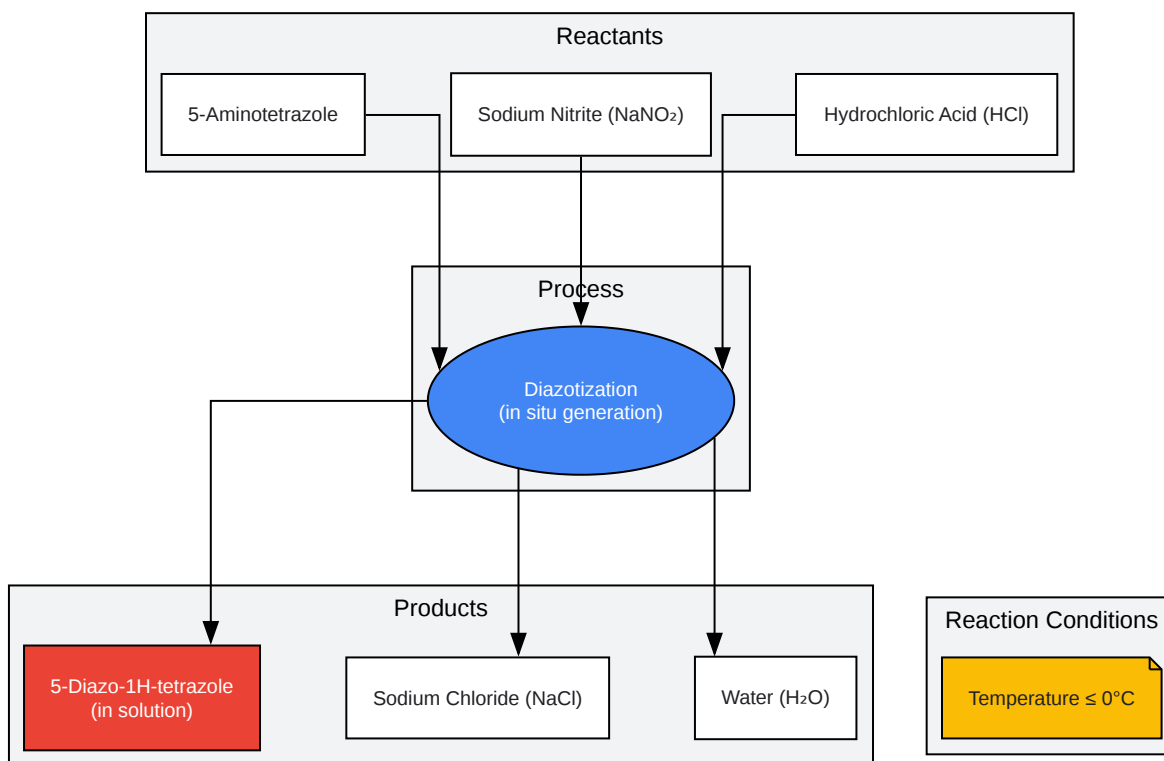 Reactants
5-Aminotetrazole
Sodium Nitrite (NaNO₂)
Hydrochloric Acid (HCl)
Process
Diazotization
(in situ generation)
Products
Reaction Conditions
5-Diazo-1H-tetrazole
(in solution)
Sodium Chloride (NaCl)
Water (H₂O)
Temperature ≤ 0°C